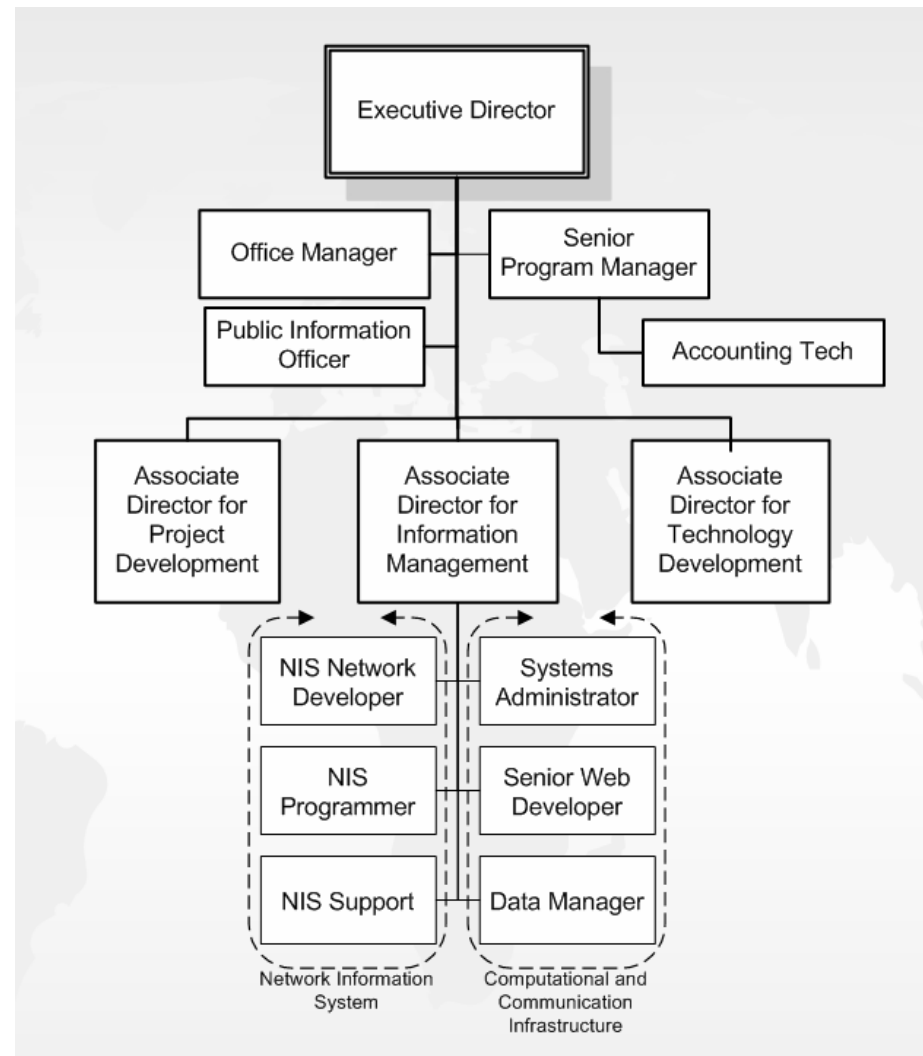 Executive Director
Office Manager
Senior
Program Manager
Public Information
Officer
Accounting Tech
Associate
Director for
Project
Development
Associate
Director for
Information
Management
Associate
Director for
Technology
Development
NIS Network
Developer
Systems
Administrator
NIS
Programmer
Senior Web
Developer
NIS Support
Data Manager
Network Information
System
Computational and
Communication
Infrastructure